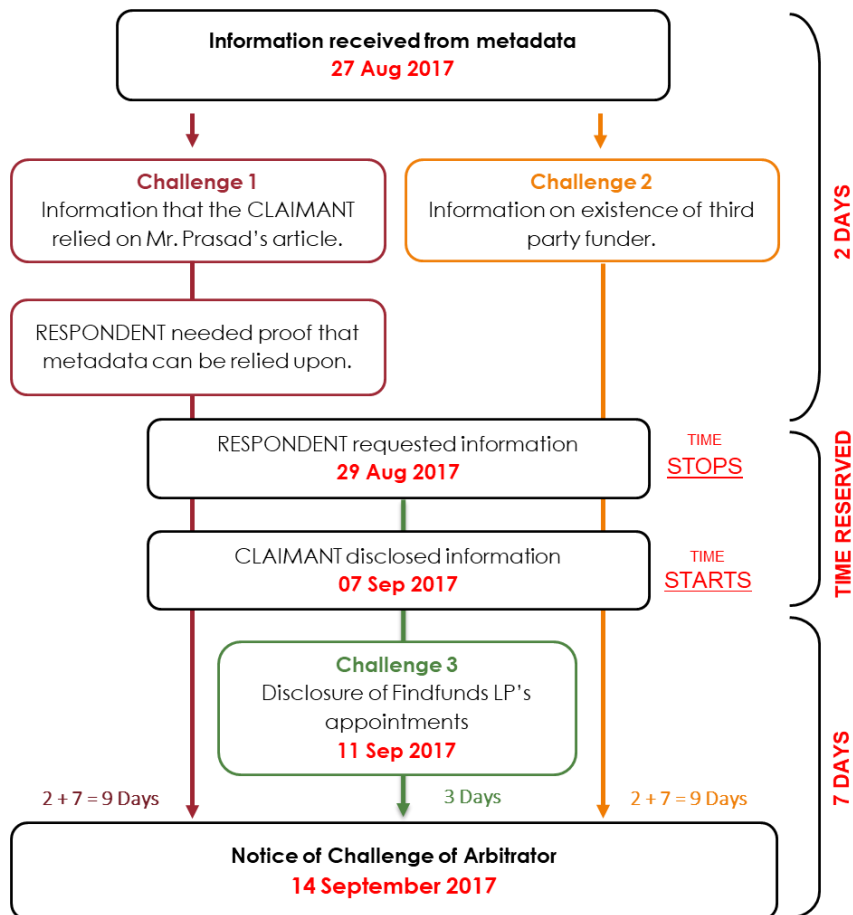 Information received from metadata
27 Aug 2017
Challenge 1
Information that the CLAIMANT
relied on Mr. Prasad’s article.
Challenge 2
Information on existence of third
party funder.
2 DAYS
RESPONDENT needed proof that
metadata can be relied upon.
RESPONDENT requested information
29 Aug 2017
TIME
STOPS
TIME RESERVED
CLAIMANT disclosed information
07 Sep 2017
TIME
STARTS
Challenge 3
Disclosure of Findfunds LP’s
appointments
11 Sep 2017
7 DAYS
2 + 7 = 9 Days
3 Days
2 + 7 = 9 Days
Notice of Challenge of Arbitrator
14 September 2017